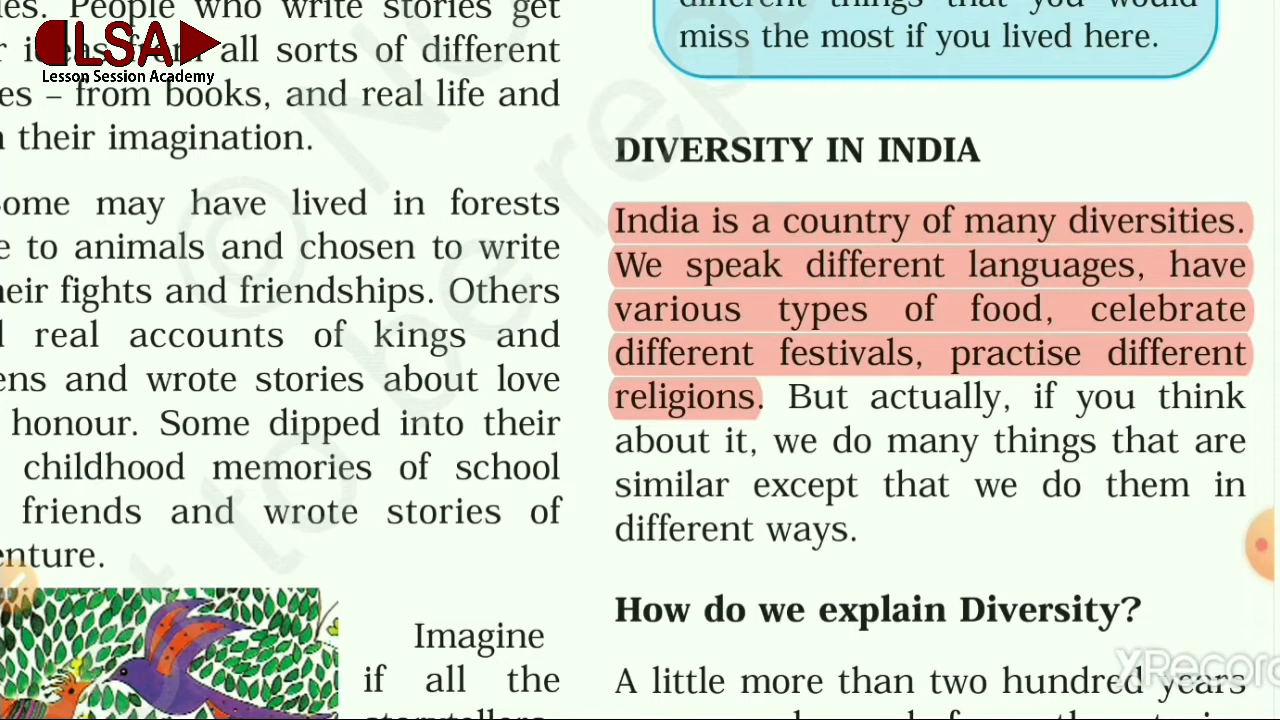 LSA
Lesson Session Academy
People who write stories get
all sorts of different
– from books, and real life and
their imagination.
Some may have lived in forests
to animals and chosen to write
their fights and friendships. Others
real accounts of kings and
and wrote stories about love
honour. Some dipped into their
childhood memories of school
friends and wrote stories of
Imagine
if all the
storytellers
miss the most if you lived here.
DIVERSITY IN INDIA
India is a country of many diversities.
We speak different languages, have
various types of food, celebrate
different festivals, practise different
religions. But actually, if you think
about it, we do many things that are
similar except that we do them in
different ways.
How do we explain Diversity?
A little more than two hundred years